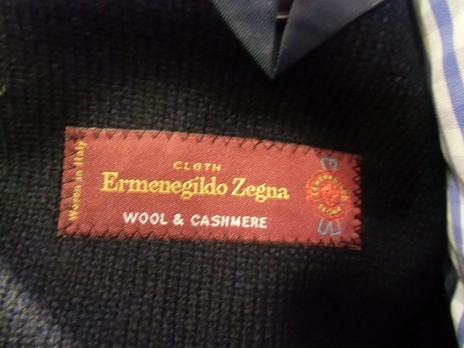 Woven in Italy
CLOTH
Ermenegildo Zegna
WOOL & CASHMERE